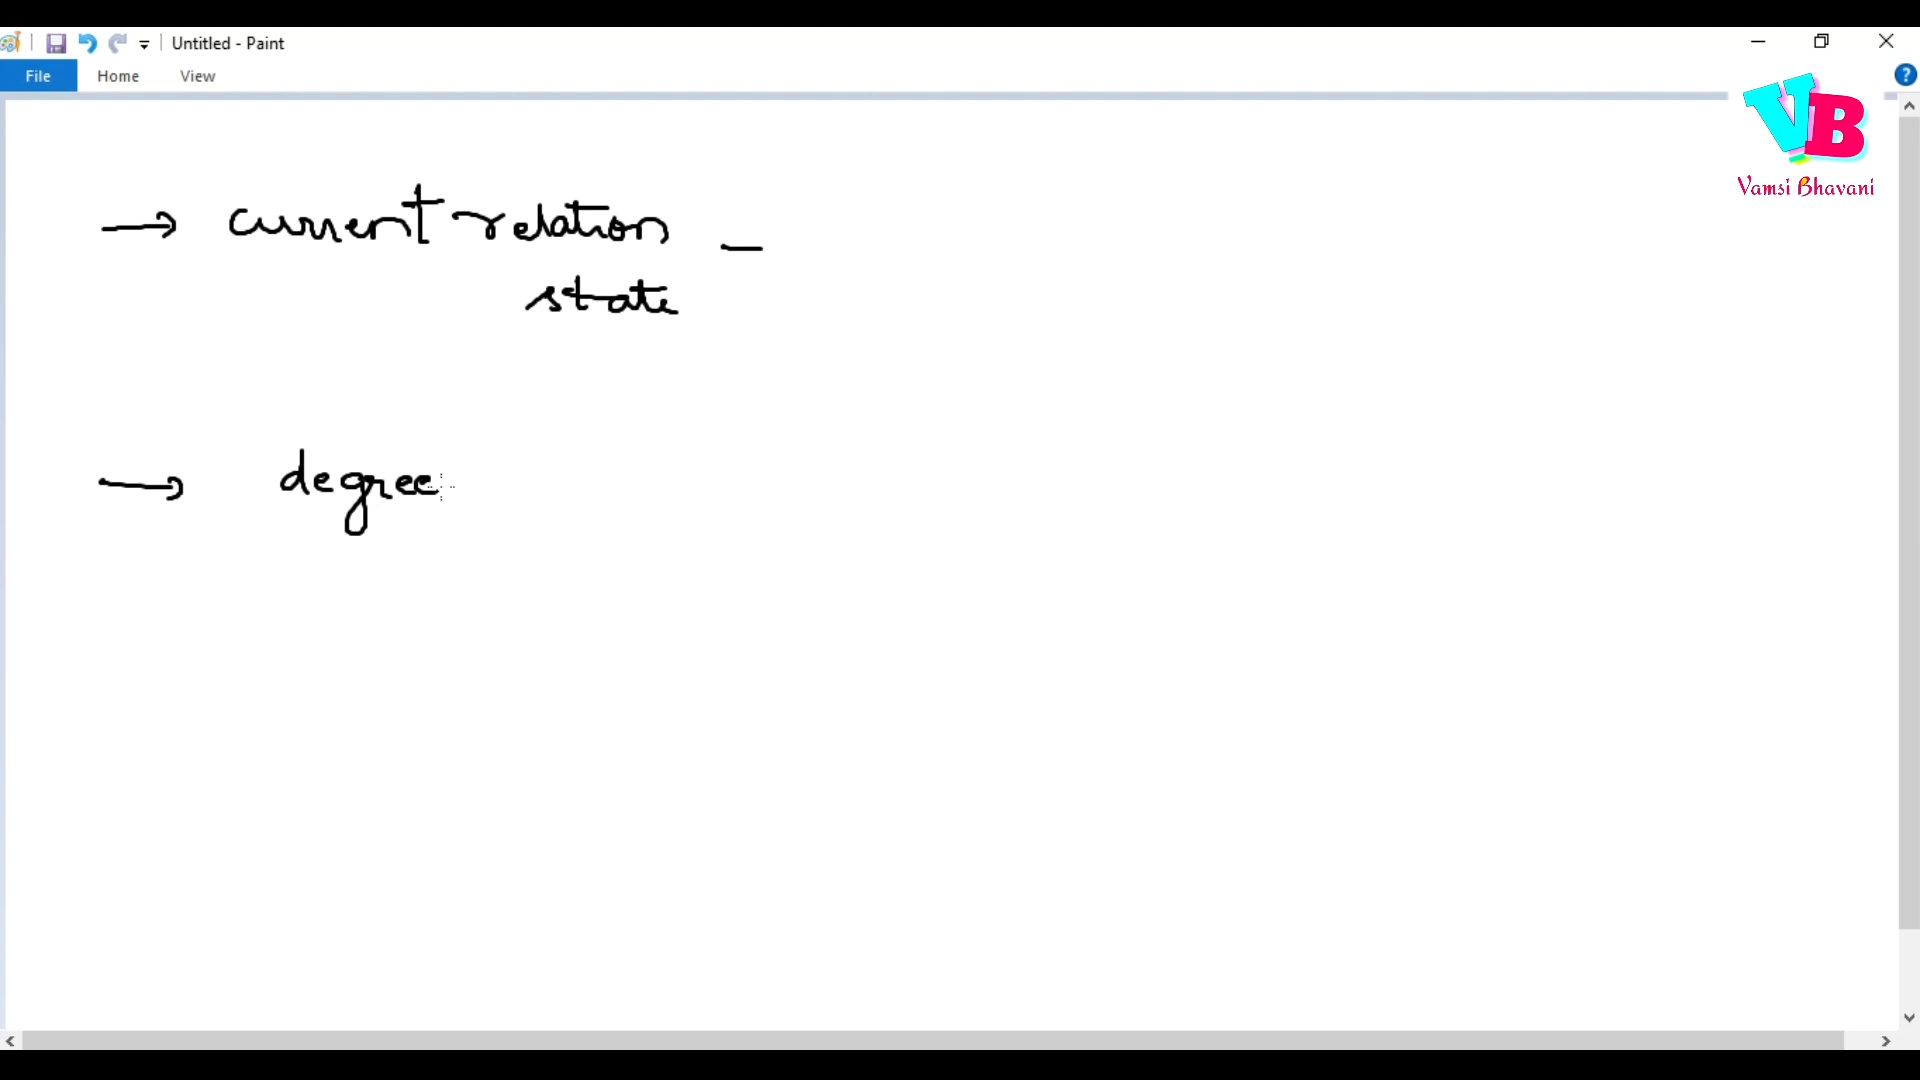 Untitled - Paint
File Home View
?
VB
Vamsi Bhavani
→ current relation –
state
→ degree